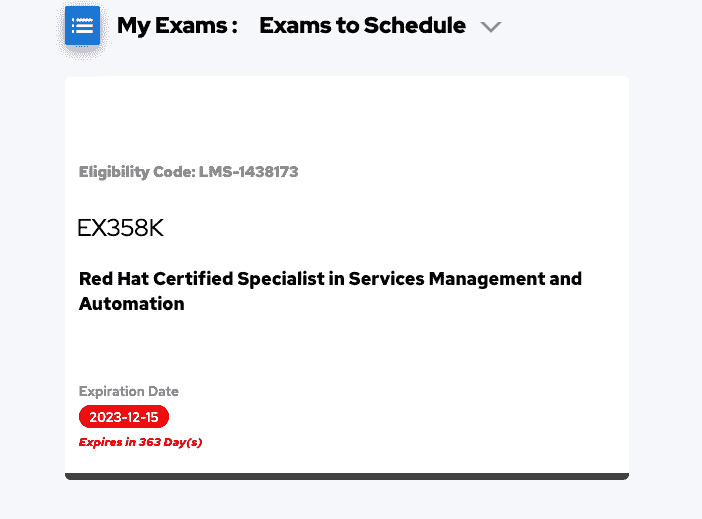 My Exams : Exams to Schedule
Eligibility Code: LMS-1438173
EX358K
Red Hat Certified Specialist in Services Management and
Automation
Expiration Date
2023-12-15
Expires in 363 Day(s)